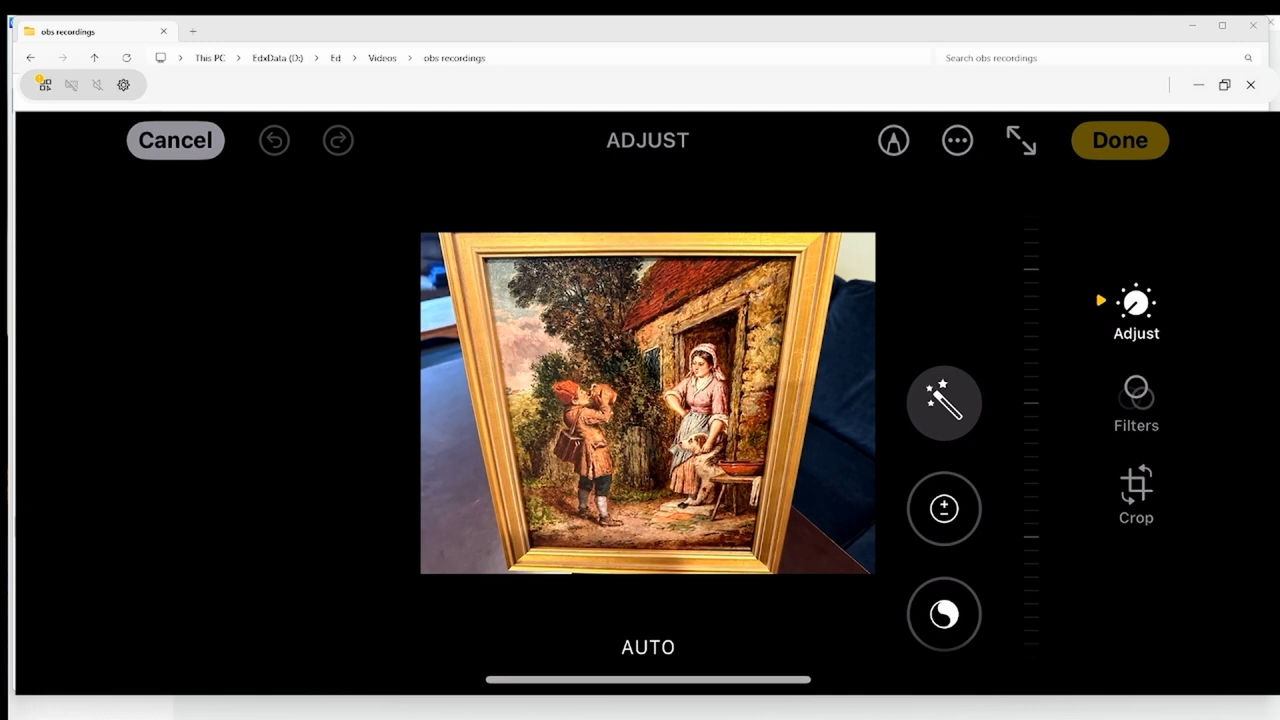 obs recordings
This PC > EdxData (D:) > Ed > Videos > obs recordings
Search obs recordings
Cancel
ADJUST
Done
Adjust
Filters
Crop
AUTO